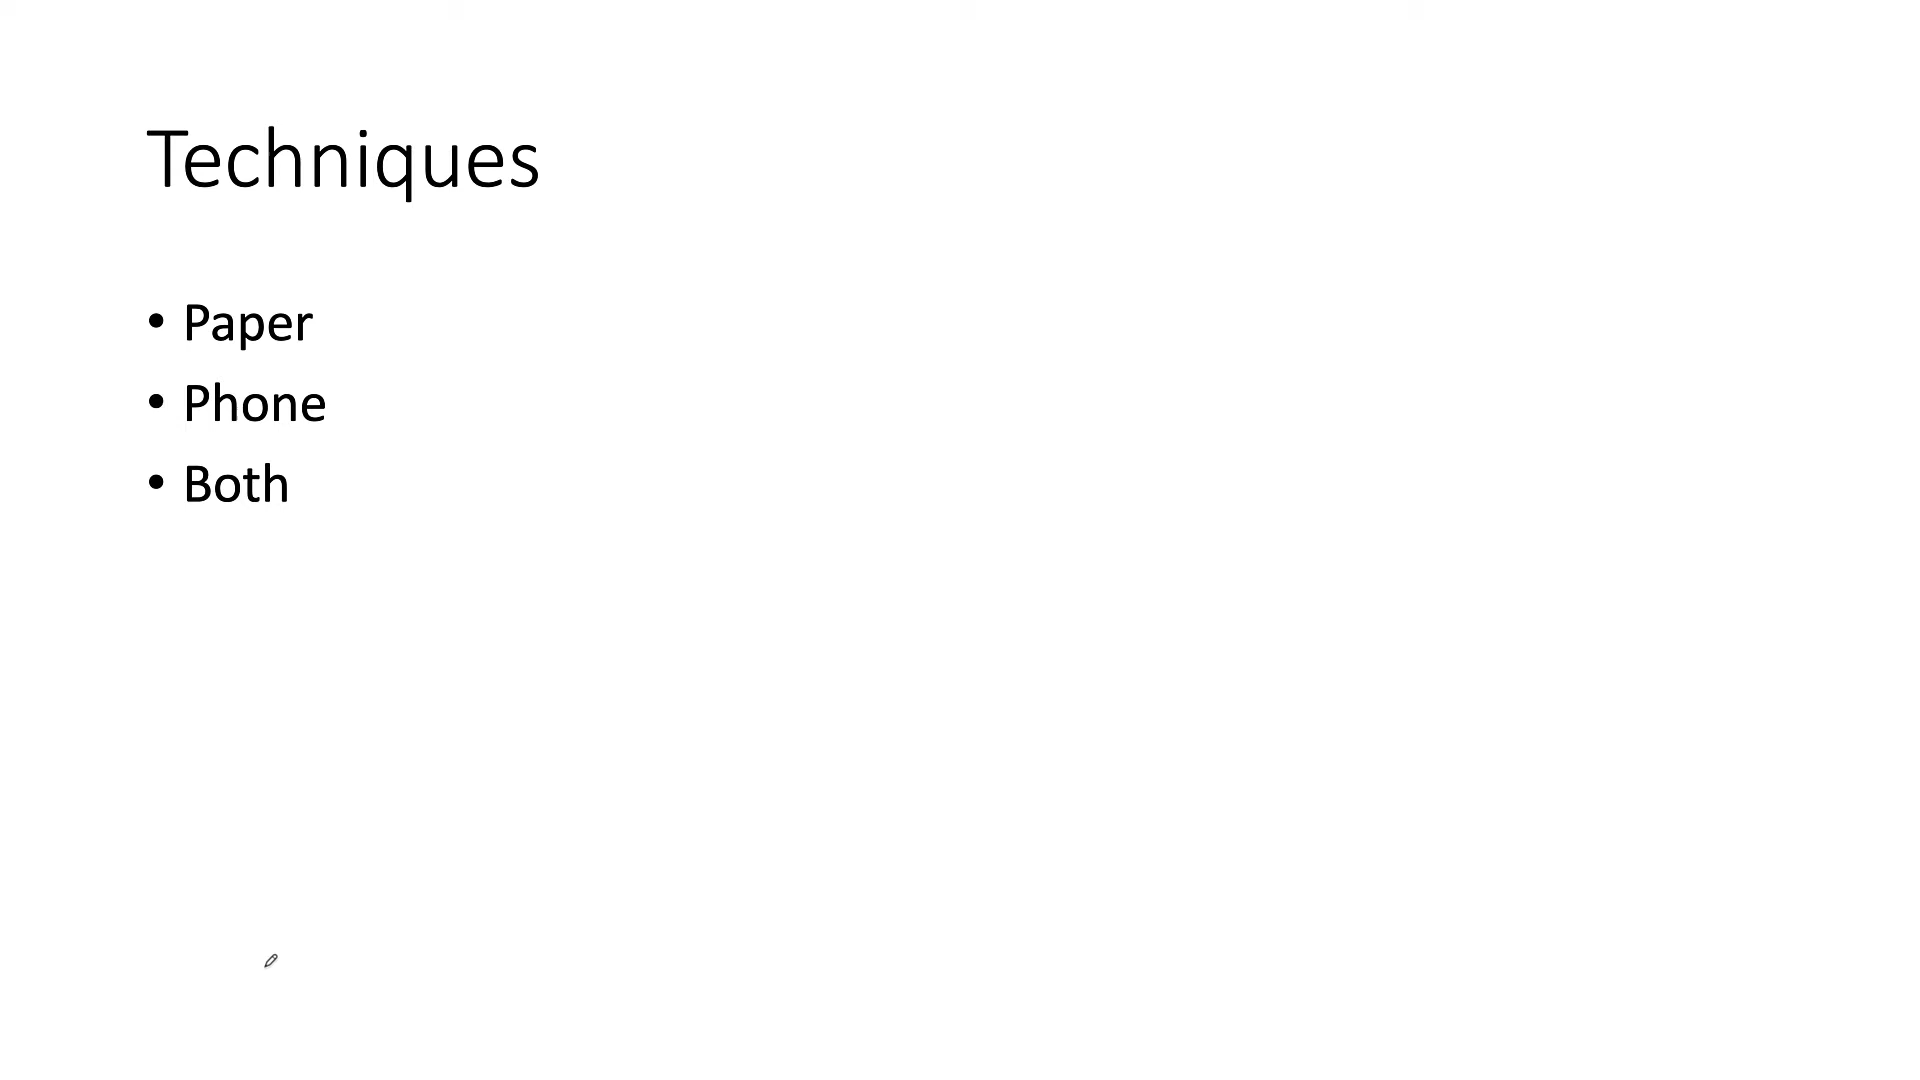 Techniques
• Paper
• Phone
• Both